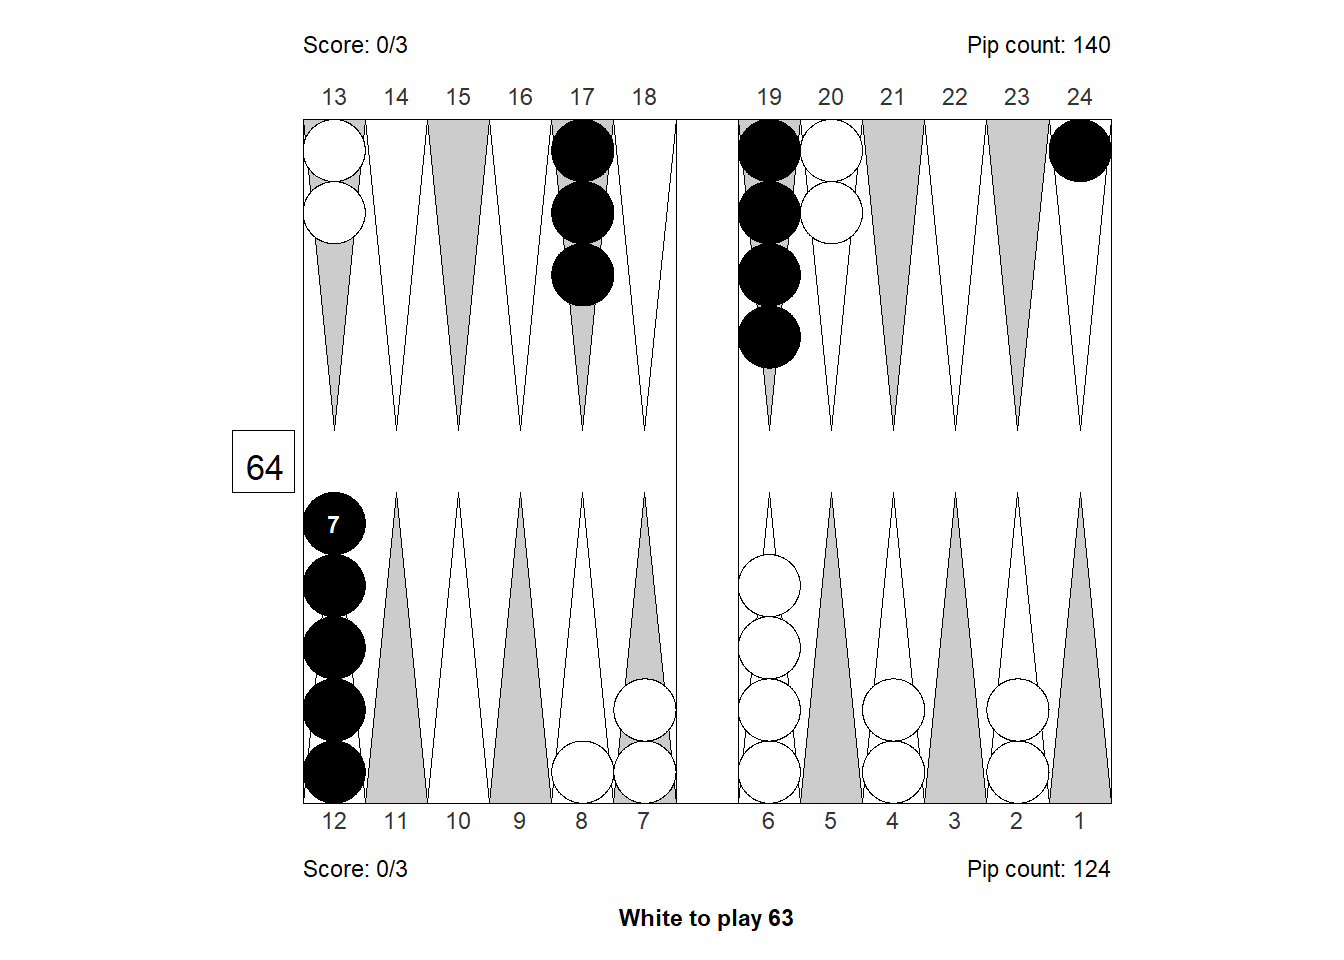 Score: 0/3 Pip count: 140
13 14 15 16 17 18 19 20 21 22 23 24
64
7
12 11 10 9 8 7 6 5 4 3 2 1
Score: 0/3 Pip count: 124
White to play 63